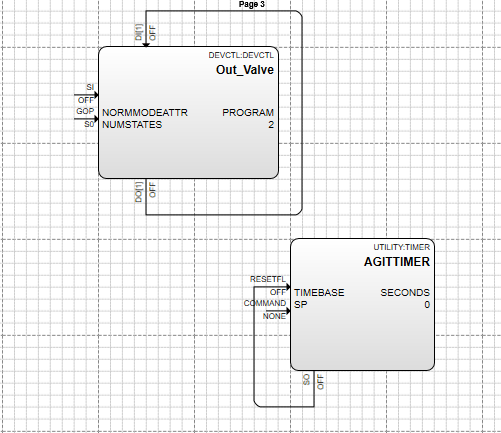 Page 3
DI[1]
OFF
DEVCTL:DEVCTL
Out_Valve
SI
OFF
GOP
S0
NORMMODEATTR PROGRAM
NUMSTATES 2
DO[1]
OFF
UTILITY:TIMER
AGITTIMER
RESETFL
OFF
COMMAND
NONE
TIMEBASE SECONDS
SP 0
SO
OFF